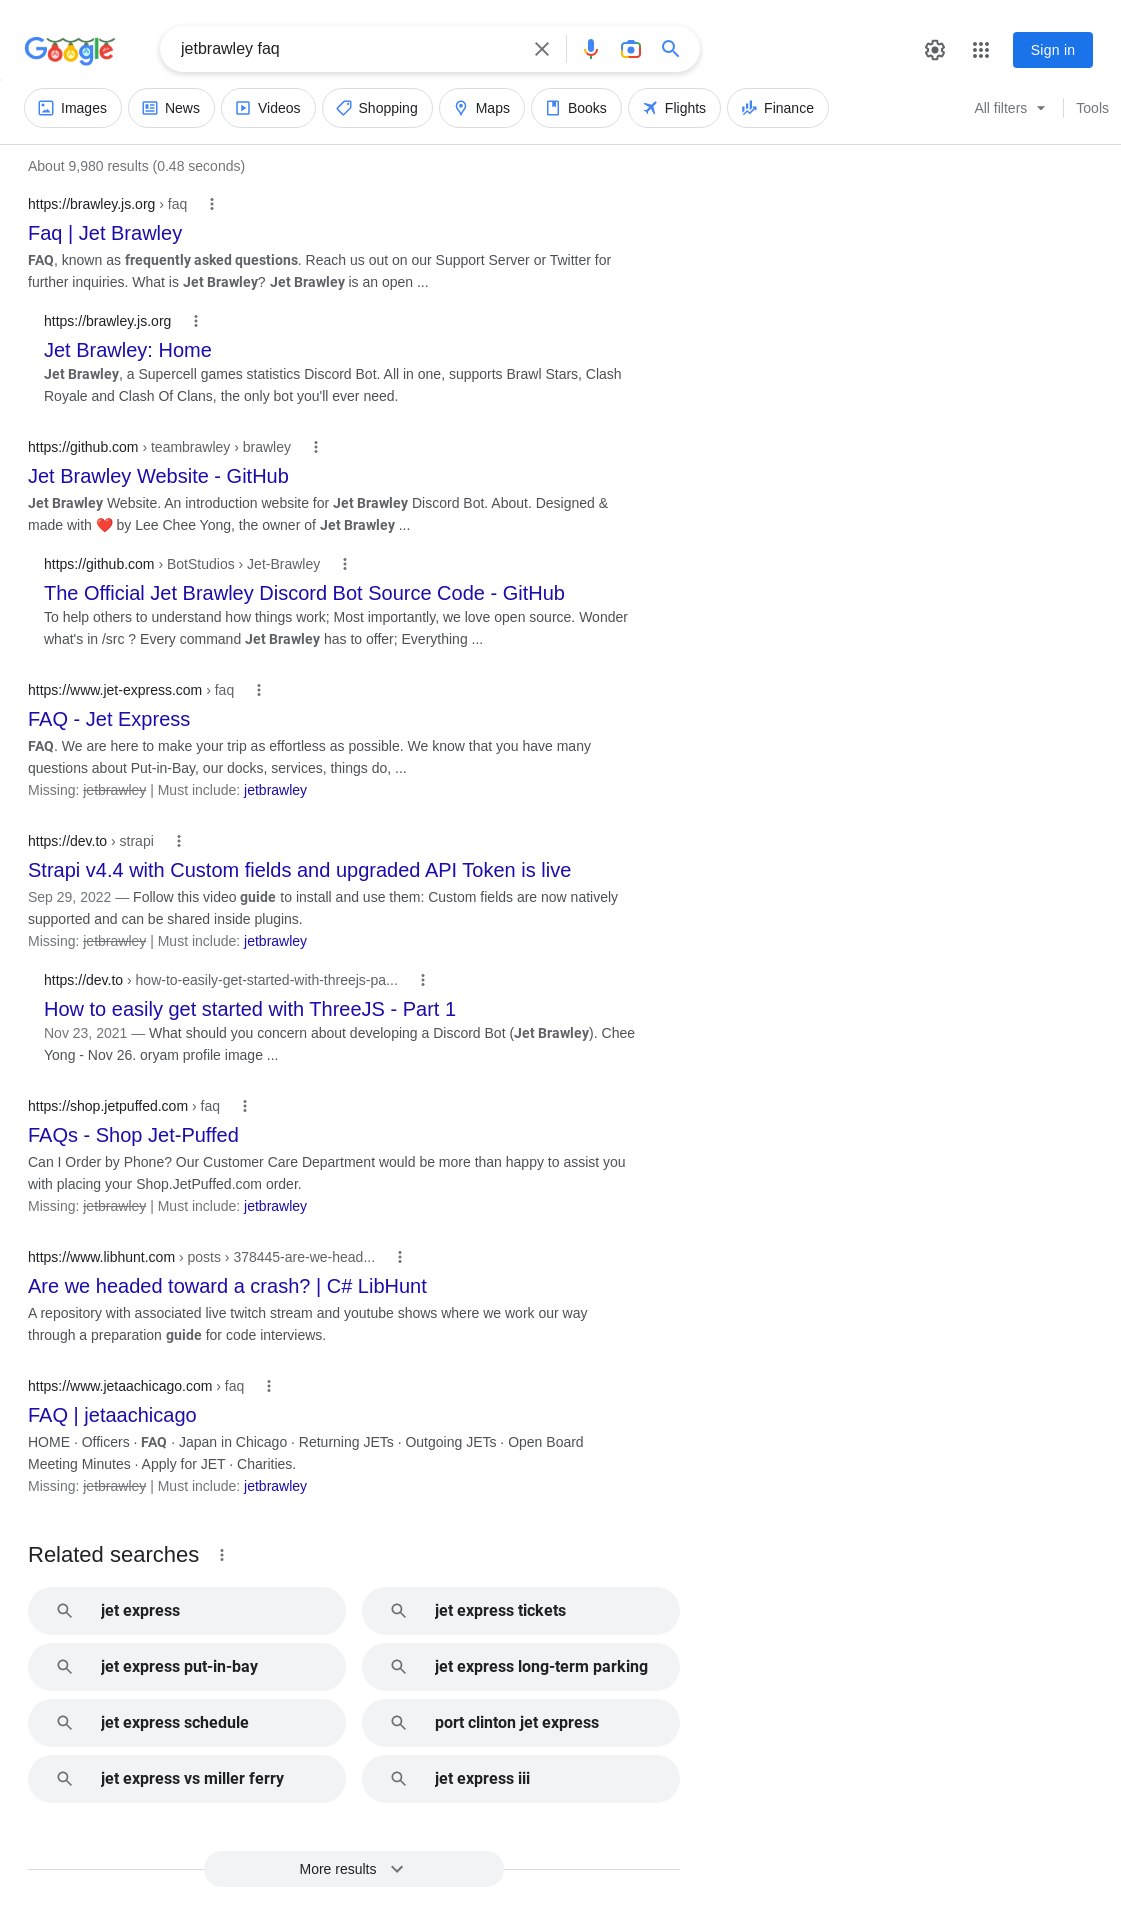 Google
jetbrawley faq
Sign in
Images
News
Videos
Shopping
Maps
Books
Flights
Finance
All filters
Tools
About 9,980 results (0.48 seconds)
https://brawley.js.org › faq
Faq | Jet Brawley
FAQ, known as frequently asked questions. Reach us out on our Support Server or Twitter for
further inquiries. What is Jet Brawley? Jet Brawley is an open ...
https://brawley.js.org
Jet Brawley: Home
Jet Brawley, a Supercell games statistics Discord Bot. All in one, supports Brawl Stars, Clash
Royale and Clash Of Clans, the only bot you'll ever need.
https://github.com › teambrawley › brawley
Jet Brawley Website - GitHub
Jet Brawley Website. An introduction website for Jet Brawley Discord Bot. About. Designed &
made with ❤️ by Lee Chee Yong, the owner of Jet Brawley ...
https://github.com › BotStudios › Jet-Brawley
The Official Jet Brawley Discord Bot Source Code - GitHub
To help others to understand how things work; Most importantly, we love open source. Wonder
what's in /src ? Every command Jet Brawley has to offer; Everything ...
https://www.jet-express.com › faq
FAQ - Jet Express
FAQ. We are here to make your trip as effortless as possible. We know that you have many
questions about Put-in-Bay, our docks, services, things do, ...
Missing: jetbrawley | Must include: jetbrawley
https://dev.to › strapi
Strapi v4.4 with Custom fields and upgraded API Token is live
Sep 29, 2022 — Follow this video guide to install and use them: Custom fields are now natively
supported and can be shared inside plugins.
Missing: jetbrawley | Must include: jetbrawley
https://dev.to › how-to-easily-get-started-with-threejs-pa...
How to easily get started with ThreeJS - Part 1
Nov 23, 2021 — What should you concern about developing a Discord Bot (Jet Brawley). Chee
Yong - Nov 26. oryam profile image ...
https://shop.jetpuffed.com › faq
FAQs - Shop Jet-Puffed
Can I Order by Phone? Our Customer Care Department would be more than happy to assist you
with placing your Shop.JetPuffed.com order.
Missing: jetbrawley | Must include: jetbrawley
https://www.libhunt.com › posts › 378445-are-we-head...
Are we headed toward a crash? | C# LibHunt
A repository with associated live twitch stream and youtube shows where we work our way
through a preparation guide for code interviews.
https://www.jetaachicago.com › faq
FAQ | jetaachicago
HOME · Officers · FAQ · Japan in Chicago · Returning JETs · Outgoing JETs · Open Board
Meeting Minutes · Apply for JET · Charities.
Missing: jetbrawley | Must include: jetbrawley
Related searches
jet express
jet express tickets
jet express put-in-bay
jet express long-term parking
jet express schedule
port clinton jet express
jet express vs miller ferry
jet express iii
More results